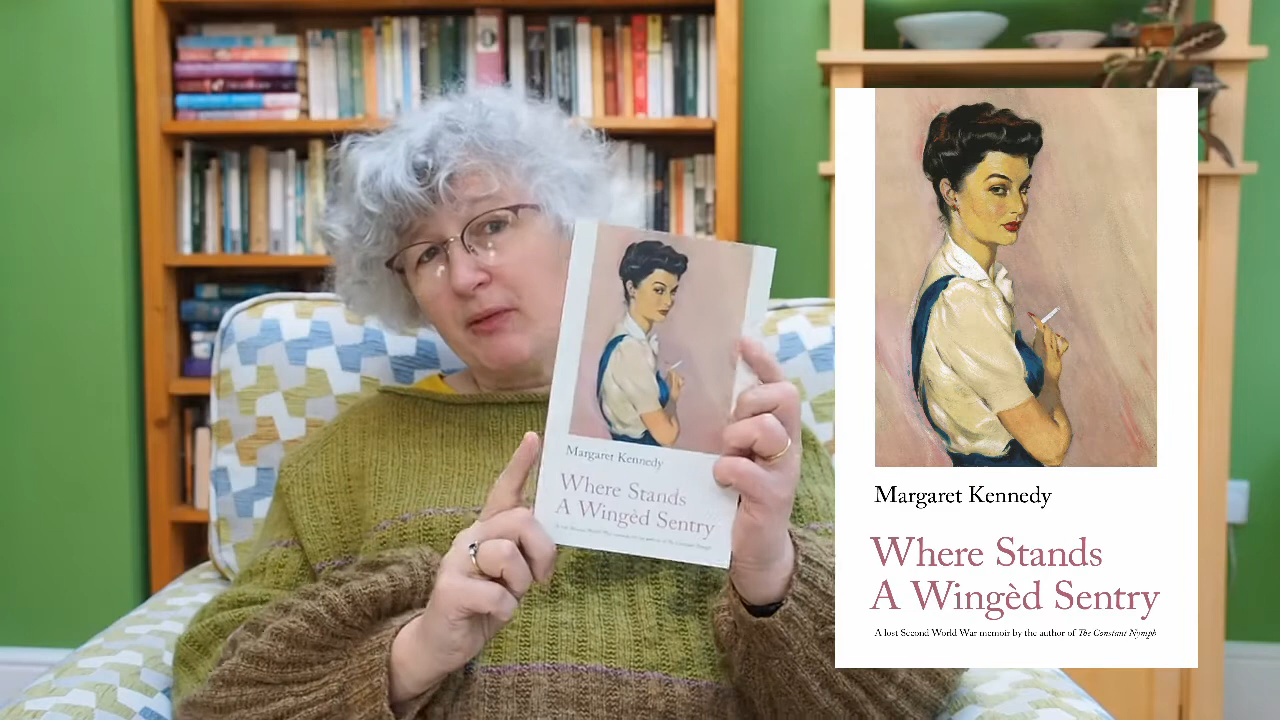 Margaret Kennedy
Where Stands
A Wingèd Sentry
Margaret Kennedy
Where Stands
A Wingèd Sentry
A lost Second World War memoir by the author of The Constant Nymph